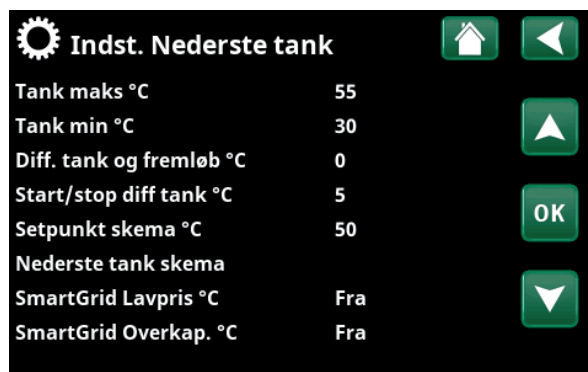 Indst. Nederste tank
Tank maks °C 55
Tank min °C 30
Diff. tank og fremløb °C 0
Start/stop diff tank °C 5
OK
Setpunkt skema °C 50
Nederste tank skema
SmartGrid Lavpris °C Fra
SmartGrid Overkap. °C Fra